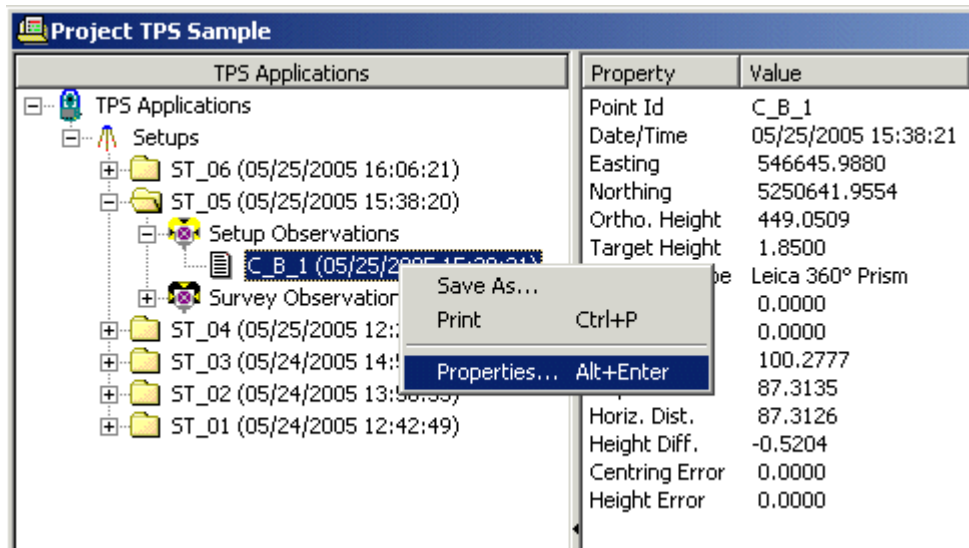 Project TPS Sample
TPS Applications
TPS Applications
Setups
ST_06 (05/25/2005 16:06:21)
ST_05 (05/25/2005 15:38:20)
Setup Observations
C_B_1 (05/25/2005 15:38:21)
Survey Observation
ST_04 (05/25/2005 12:
ST_03 (05/24/2005 14:
ST_02 (05/24/2005 13:
ST_01 (05/24/2005 12:42:49)
Save As...
Print Ctrl+P
Properties... Alt+Enter
Property Value
Point Id C_B_1
Date/Time 05/25/2005 15:38:21
Easting 546645.9880
Northing 5250641.9554
Ortho. Height 449.0509
Target Height 1.8500
pe Leica 360° Prism
0.0000
0.0000
100.2777
87.3135
Horiz. Dist. 87.3126
Height Diff. -0.5204
Centring Error 0.0000
Height Error 0.0000